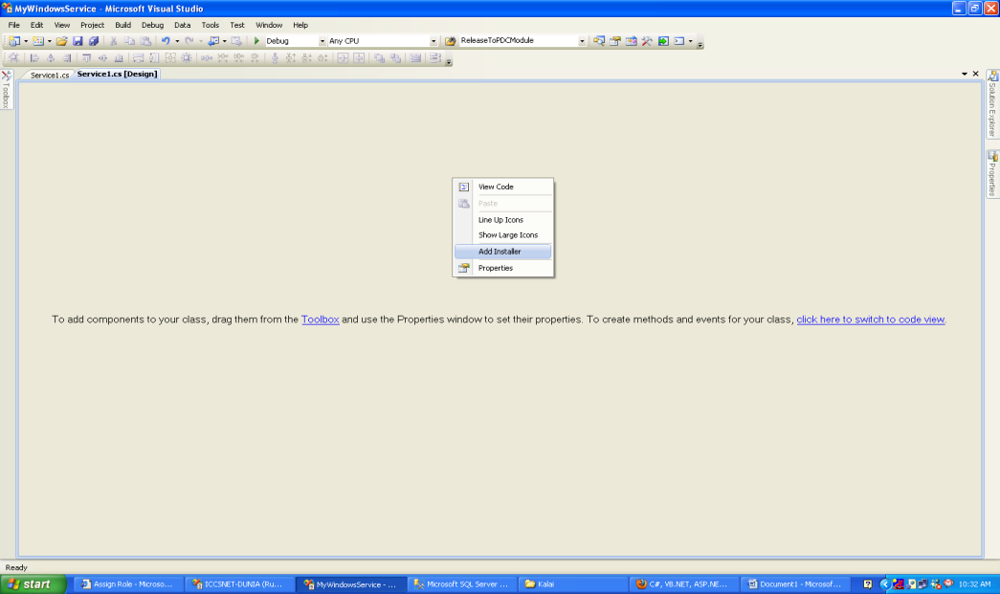 MyWindowsService - Microsoft Visual Studio
File Edit View Project Build Debug Data Tools Test Window Help
Debug Any CPU ReleaseToPDCModule
Service1.cs Service1.cs [Design]
Toolbox
Solution Explorer
Properties
View Code
Paste
Line Up Icons
Show Large Icons
Add Installer
Properties
To add components to your class, drag them from the Toolbox and use the Properties window to set their properties. To create methods and events for your class, click here to switch to code view.
Ready
start Assign Role - Microso... ICCSNET-DUNIA (Ru... MyWindowsService - ... Microsoft SQL Server ... Kalai C#, VB.NET, ASP.NE... Document1 - Microsof... 10:32 AM